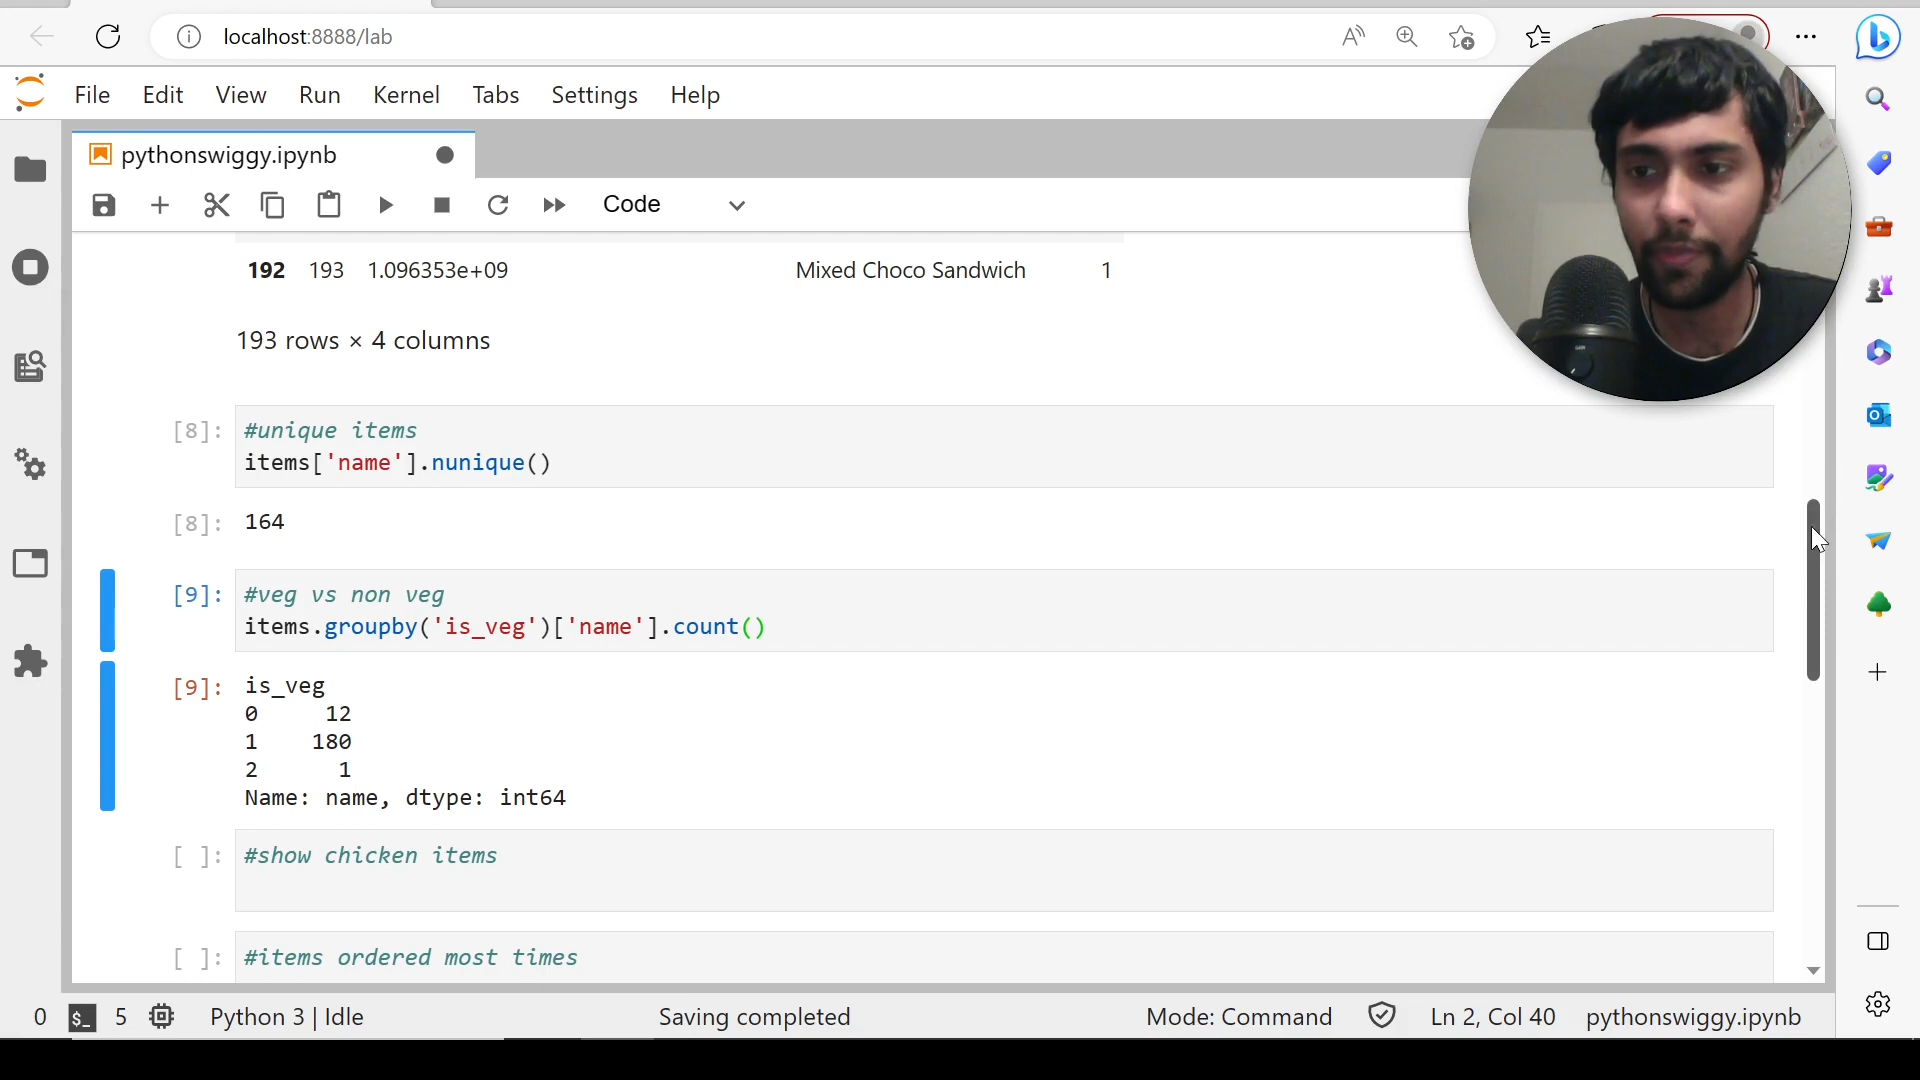 localhost:8888/lab
File Edit View Run Kernel Tabs Settings Help
pythonswiggy.ipynb
Code
192 193 1.096353e+09 Mixed Choco Sandwich 1
193 rows × 4 columns
[8]: #unique items
items['name'].nunique()
[8]: 164
[9]: #veg vs non veg
items.groupby('is_veg')['name'].count()
[9]: is_veg
0 12
1 180
2 1
Name: name, dtype: int64
[ ]: #show chicken items
[ ]: #items ordered most times
0 $_ 5 Python 3 | Idle Saving completed Mode: Command Ln 2, Col 40 pythonswiggy.ipynb